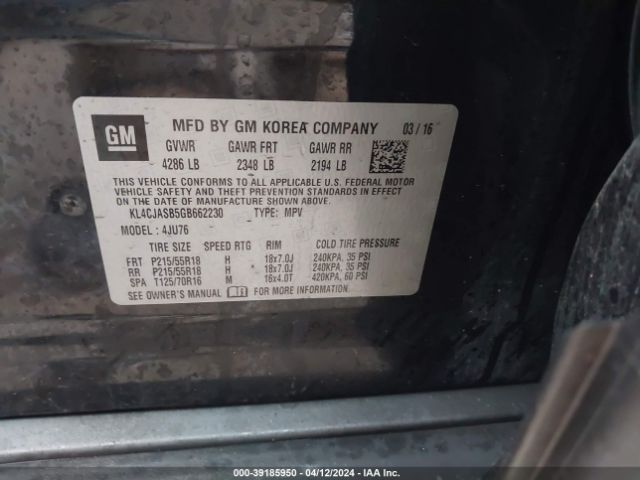 GM
MFD BY GM KOREA COMPANY 03 / 16
GVWR GAWR FRT GAWR RR
4286 LB 2348 LB 2194 LB
THIS VEHICLE CONFORMS TO ALL APPLICABLE U.S. FEDERAL MOTOR
VEHICLE SAFETY AND THEFT PREVENTION STANDARDS IN EFFECT
ON THE DATE OF MANUFACTURE SHOWN ABOVE.
KL4CJASB5GB662230 TYPE: MPV
MODEL : 4JU76
TIRE SIZE SPEED RTG RIM COLD TIRE PRESSURE
FRT P215/55R18 H 18x7.0J 240KPA, 35 PSI
RR P215/55R18 H 18x7.0J 240KPA, 35 PSI
SPA T125/70R16 M 16x4.0T 420KPA, 60 PSI
SEE OWNER'S MANUAL FOR MORE INFORMATION
000-39185950 - 04/12/2024 - IAA Inc.